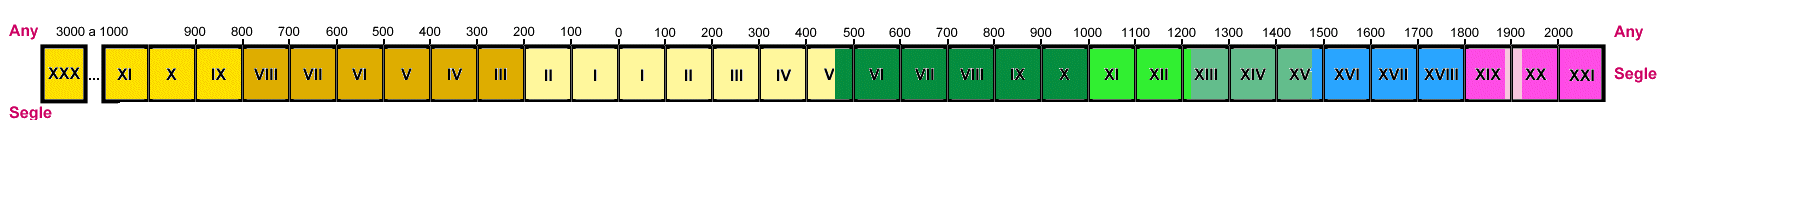 Any 3000 a 1000 900 800 700 600 500 400 300 200 100 0 100 200 300 400 500 600 700 800 900 1000 1100 1200 1300 1400 1500 1600 1700 1800 1900 2000 Any
XXX ... XI X IX VIII VII VI V IV III II I I II III IV V VI VII VIII IX X XI XII XIII XIV XV XVI XVII XVIII XIX XX XXI Segle
Segle